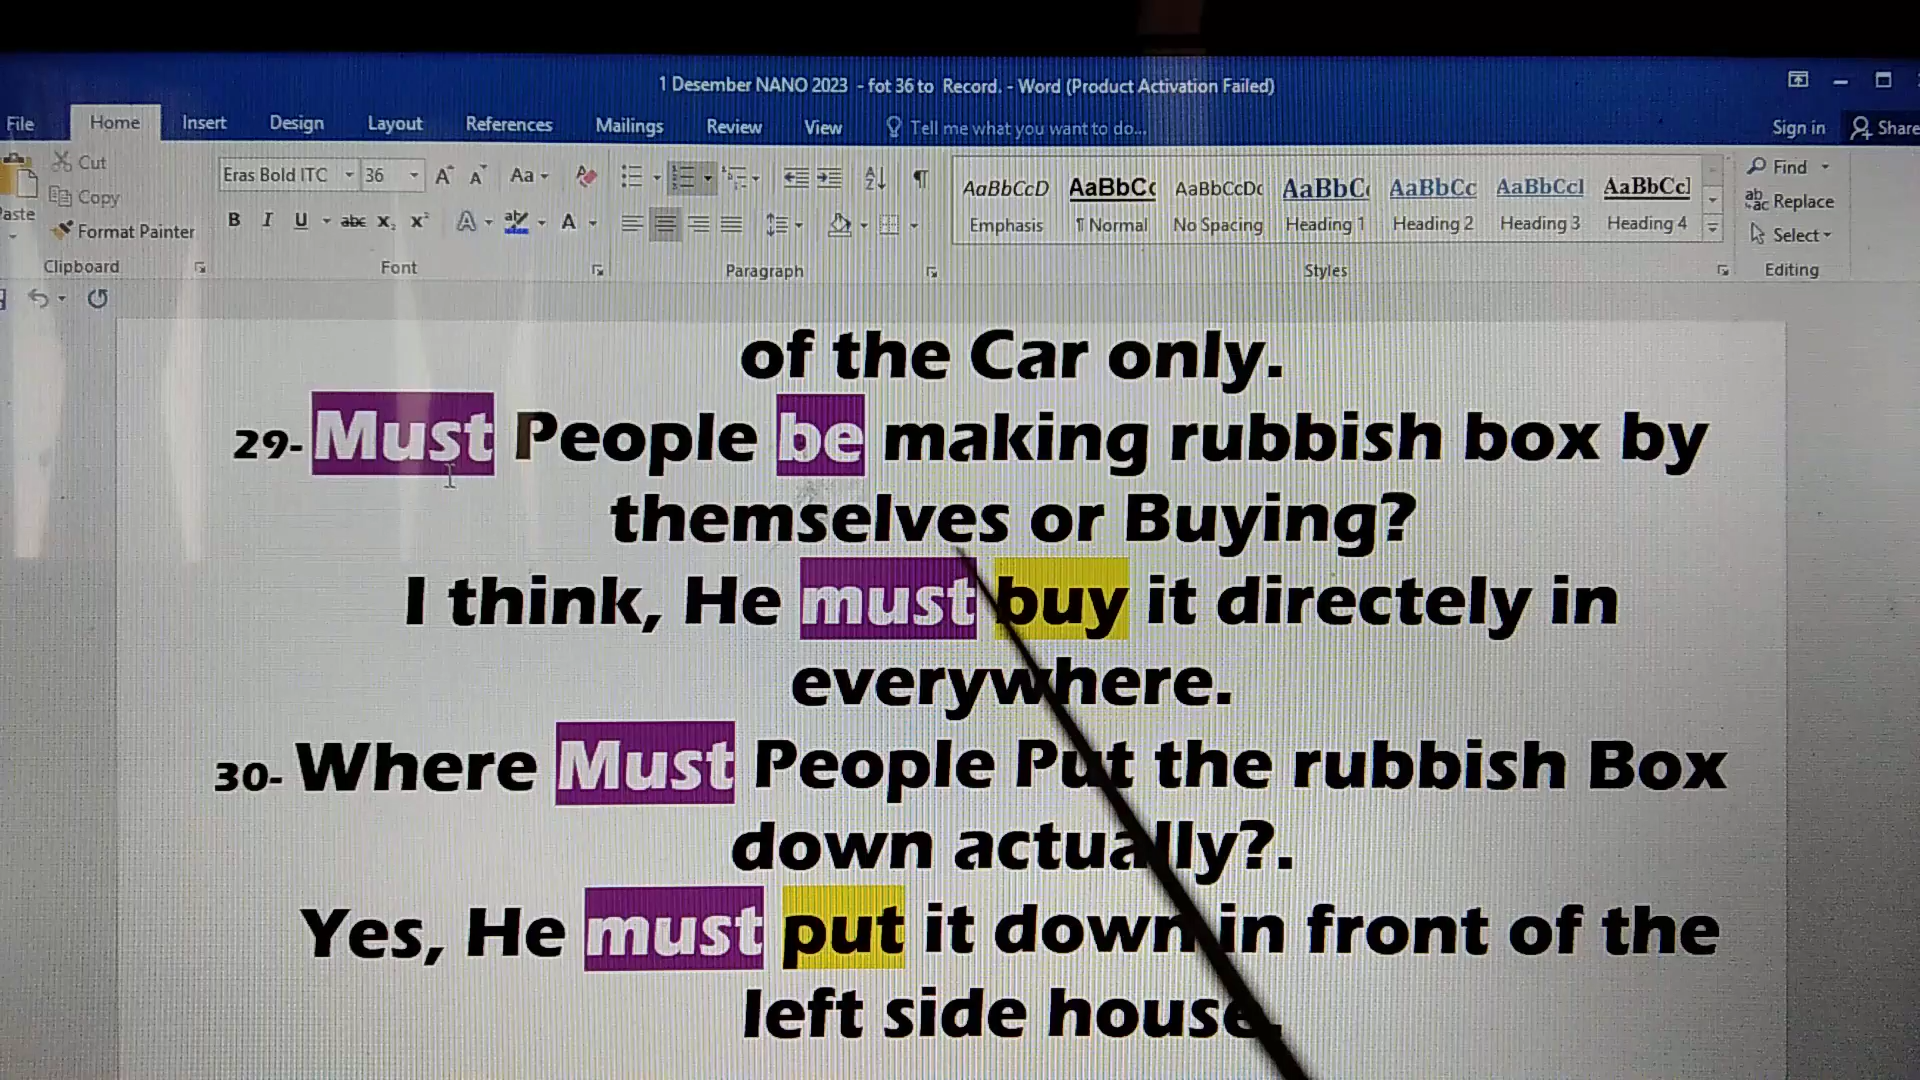 1 Desember NANO 2023 - fot 36 to Record. - Word (Product Activation Failed)
File Home Insert Design Layout References Mailings Review View Tell me what you want to do... Sign in Share
Cut
Copy
Format Painter
Clipboard
Eras Bold ITC 36
Font
Paragraph
AaBbCcD AaBbCc AaBbCcDc AaBbC AaBbCc AaBbCcI AaBbCcI
Emphasis ¶ Normal No Spacing Heading 1 Heading 2 Heading 3 Heading 4
Styles
Find
Replace
Select
Editing
of the Car only.
29- Must People be making rubbish box by
themselves or Buying?
I think, He must buy it directely in
everywhere.
30- Where Must People Put the rubbish Box
down actually?.
Yes, He must put it down in front of the
left side house.